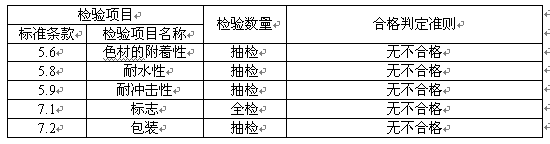 检验项目 检验数量 合格判定准则
标准条款 检验项目名称
5.6 色材的附着性 抽检 无不合格
5.8 耐水性 抽检 无不合格
5.9 耐冲击性 抽检 无不合格
7.1 标志 全检 无不合格
7.2 包装 抽检 无不合格